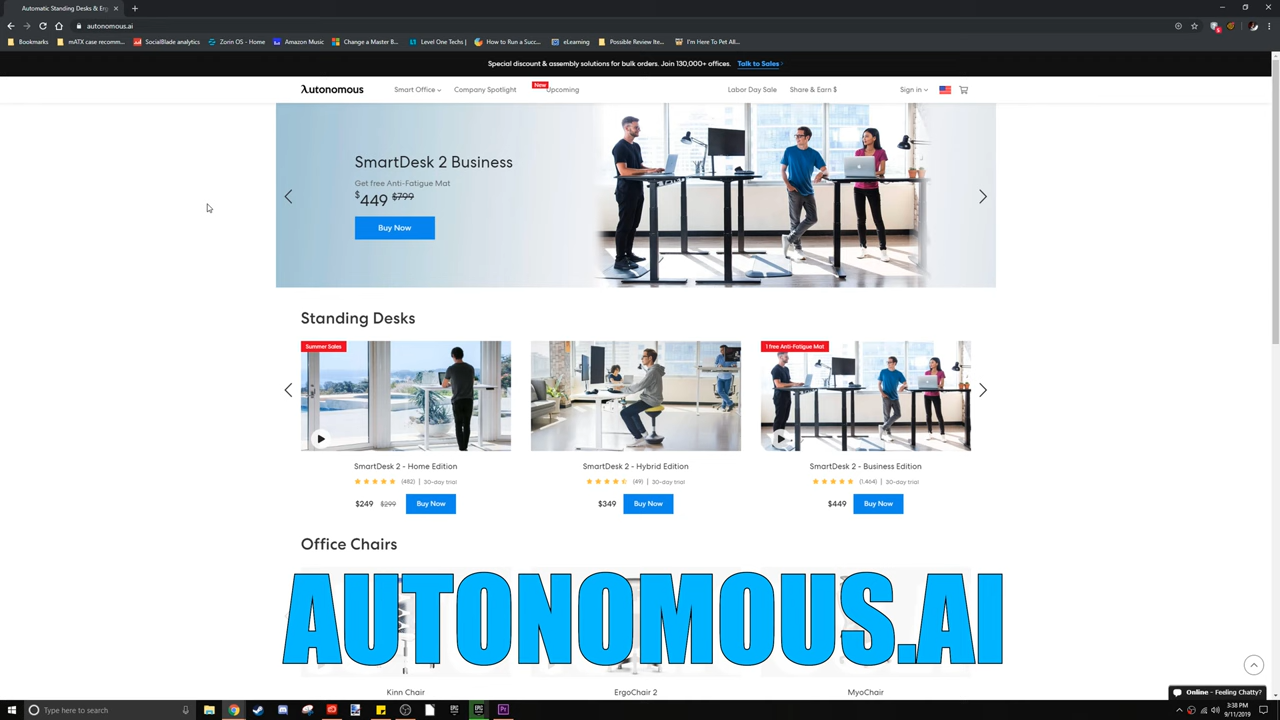 Automatic Standing Desks & Erg
autonomous.ai
Bookmarks
mATX case recomm...
SocialBlade analytics
Zorin OS - Home
Amazon Music
Change a Master B...
Level One Techs |
How to Run a Succ...
eLearning
Possible Review Ite...
I'm Here To Pet All...
Special discount & assembly solutions for bulk orders. Join 130,000+ offices. Talk to Sales
Autonomous
Smart Office
Company Spotlight
New
Upcoming
Labor Day Sale
Share & Earn $
Sign in
SmartDesk 2 Business
Get free Anti-Fatigue Mat
$449 $799
Buy Now
Standing Desks
Summer Sales
1 Free Anti-Fatigue Mat
SmartDesk 2 - Home Edition
(482) | 30-day trial
$249 $299 Buy Now
SmartDesk 2 - Hybrid Edition
(49) | 30-day trial
$349 Buy Now
SmartDesk 2 - Business Edition
(1,464) | 30-day trial
$449 Buy Now
Office Chairs
AUTONOMOUS.AI
Kinn Chair
ErgoChair 2
MyoChair
Online - Feeling Chatty?
Type here to search
3:38 PM
9/11/2019